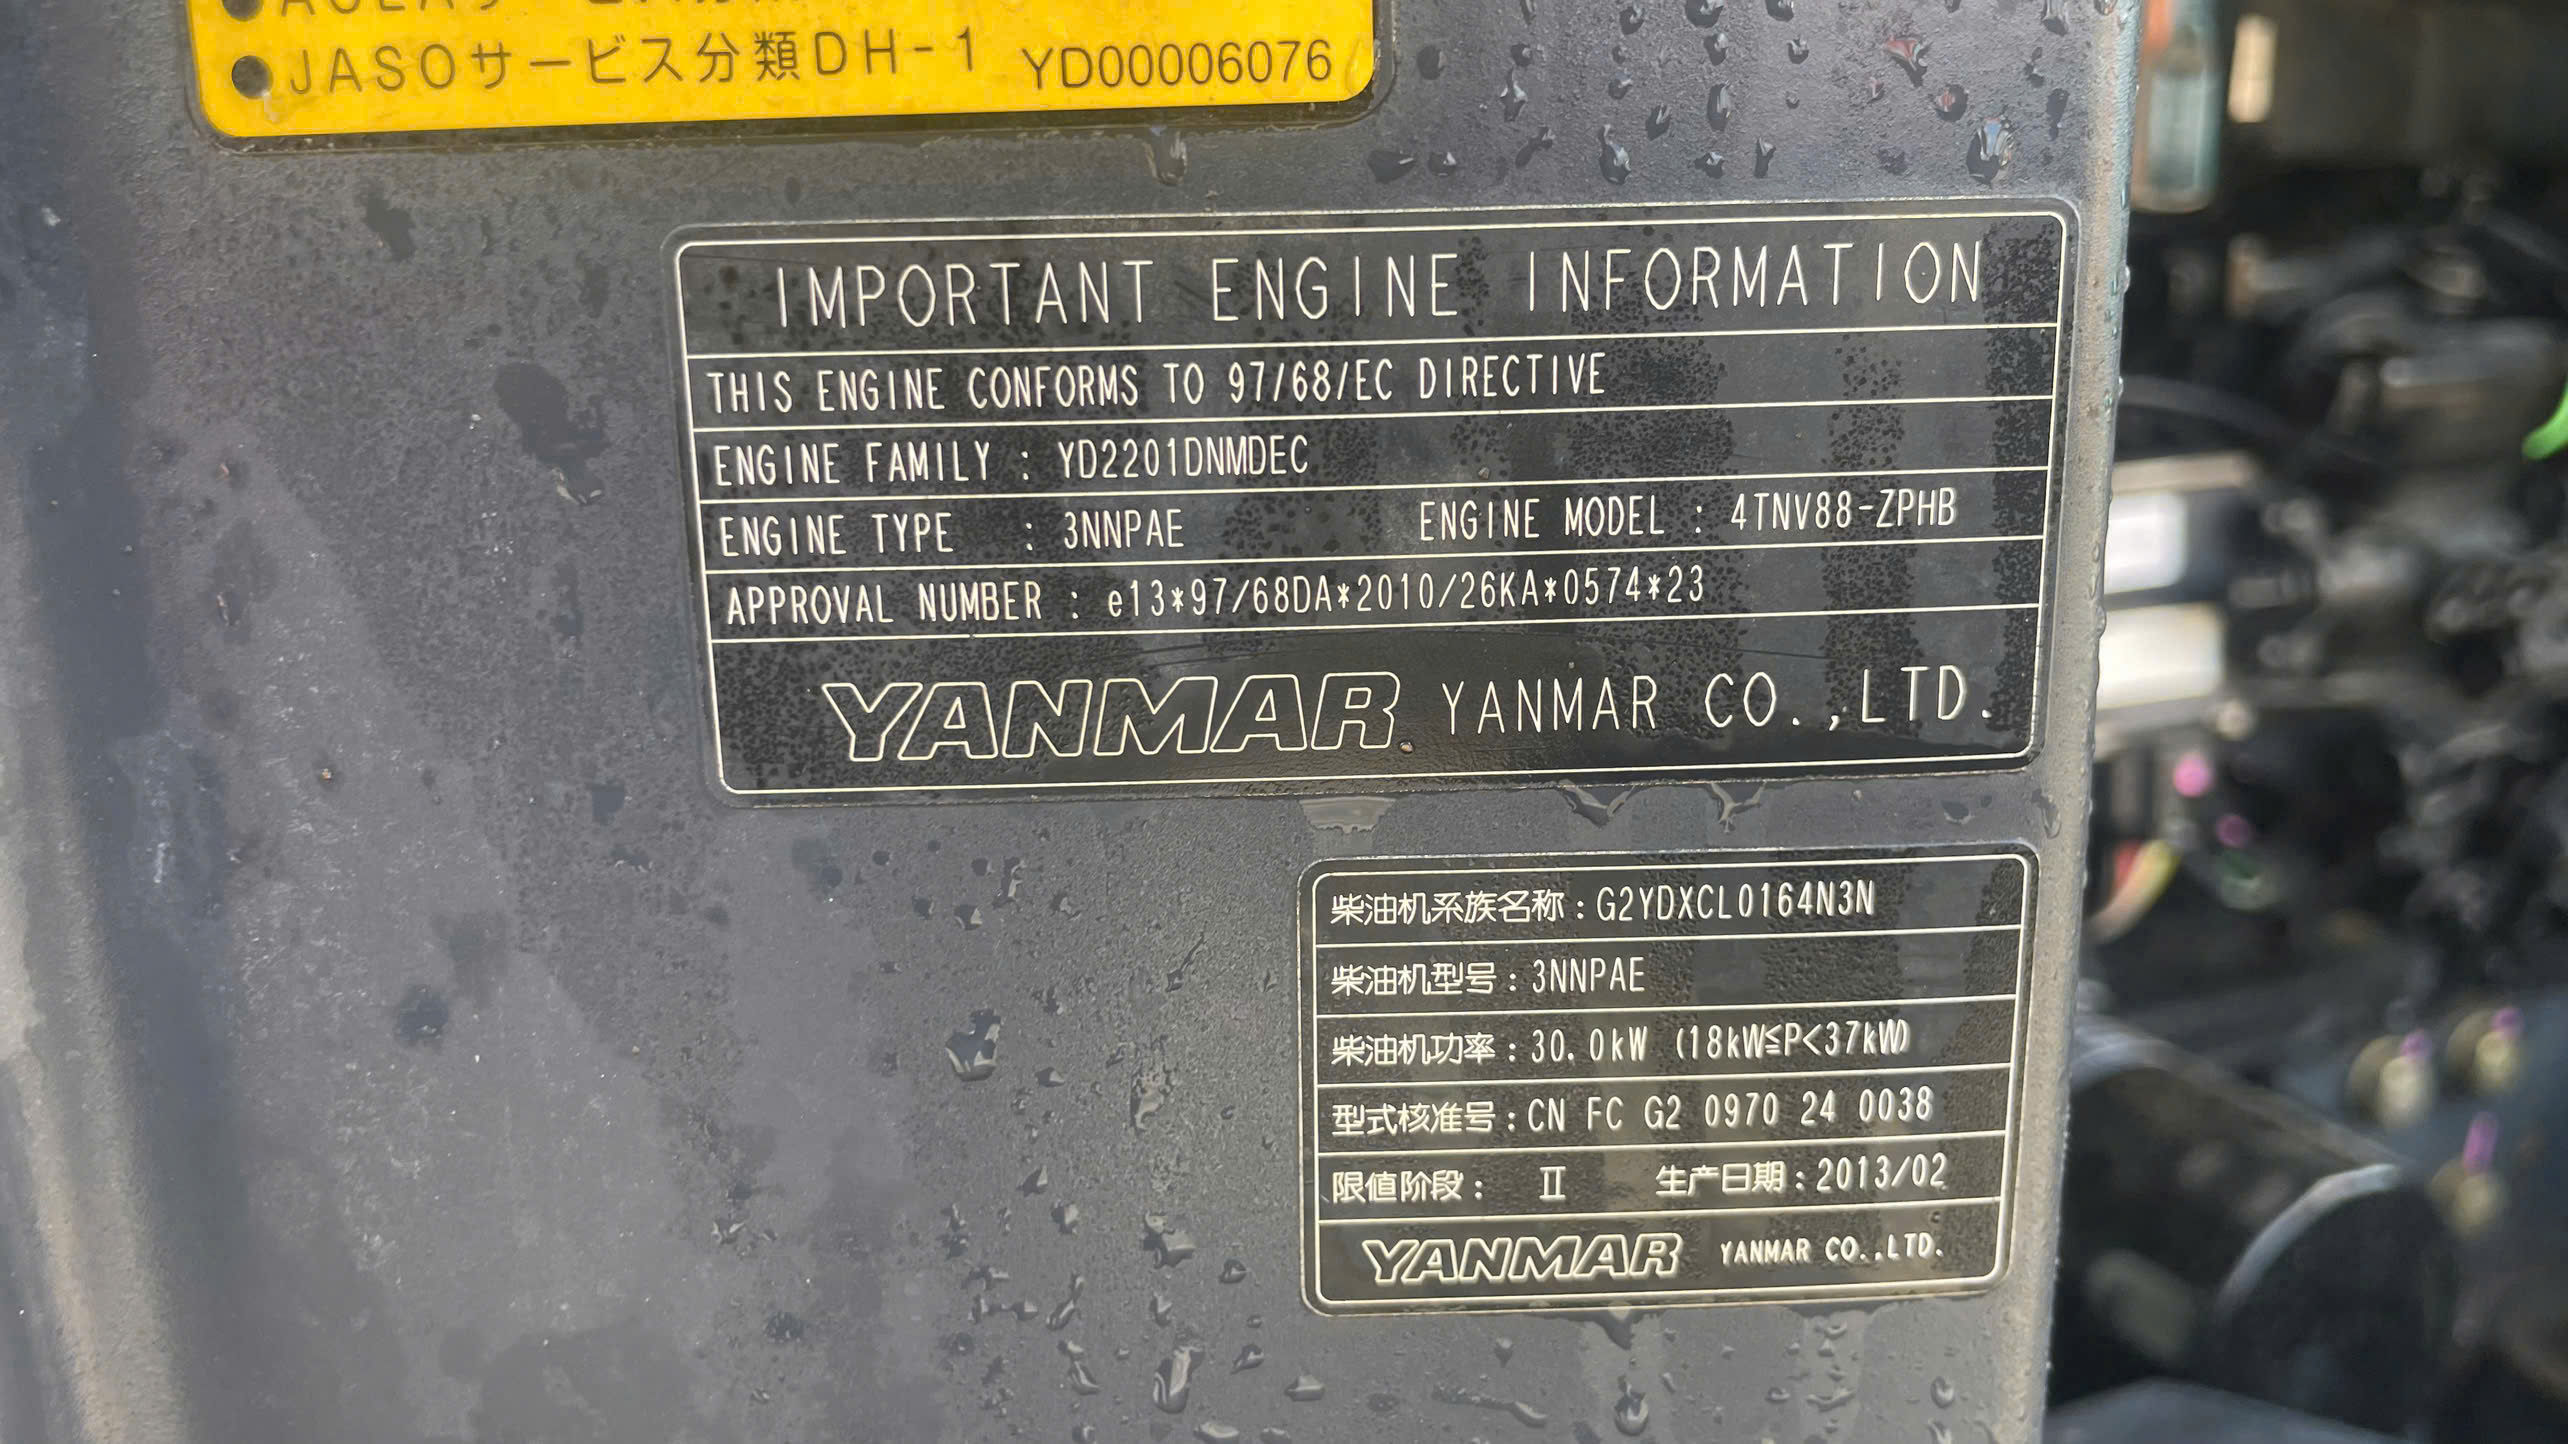 ●JASOサービス分類DH-1 YD00006076
IMPORTANT ENGINE INFORMATION
THIS ENGINE CONFORMS TO 97/68/EC DIRECTIVE
ENGINE FAMILY : YD2201DNMDEC
ENGINE TYPE : 3NNPAE ENGINE MODEL : 4TNV88-ZPHB
APPROVAL NUMBER : e13*97/68DA*2010/26KA*0574*23
YANMAR YANMAR CO.,LTD.
柴油机系族名称:G2YDXCL0164N3N
柴油机型号:3NNPAE
柴油机功率:30.0kW (18kW≦P<37kW)
型式核准号:CN FC G2 0970 24 0038
限值阶段: Ⅱ 生产日期:2013/02
YANMAR YANMAR CO.,LTD.